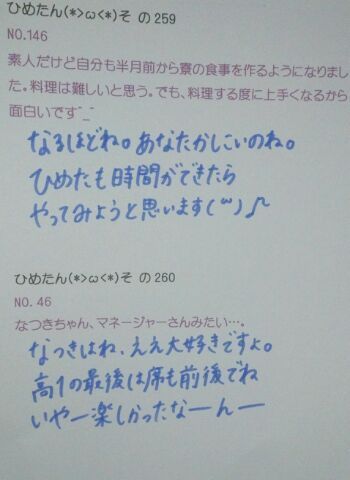 ひめたん(*>ω<*)そ の259
NO.146
素人だけど自分も半月前から寮の食事を作るようになりまし
た。料理は難しいと思う。でも、料理する度に上手くなるから
面白いです^_^
なるほどね。あなたかしこいのね。
ひめたも時間ができたら
やってみようと思います(''ω'')♪
ひめたん(*>ω<*)そ の260
NO. 46
なつきちゃん、マネージャーさんみたい…。
なつきはね、ええ大好きですよ。
高1の最後は席も前後でね
いやー楽しかったなーんー